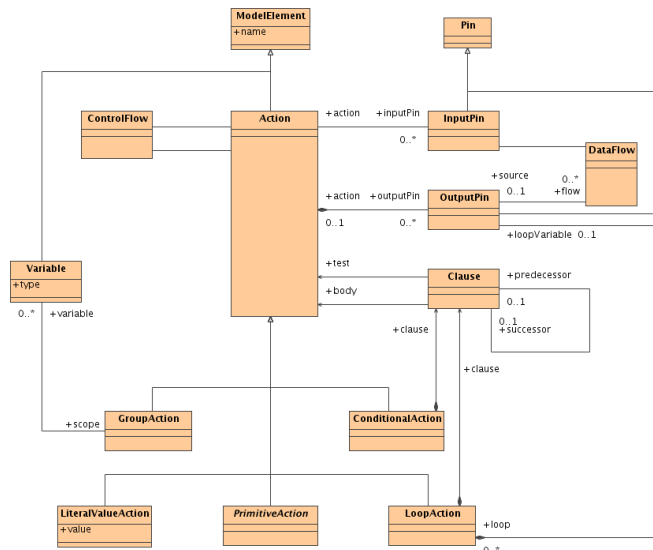 ModelElement
+name
Pin
ControlFlow
Action
+action +inputPin
InputPin
0..*
DataFlow
+source 0..*
0..1 +flow
+action +outputPin
OutputPin
0..1 0..*
+loopVariable 0..1
Variable
+type
+test
Clause
+predecessor
+body
0..1
0..* +variable
0..1
+clause
+successor
+clause
+scope
GroupAction
ConditionalAction
LiteralValueAction
+value
PrimitiveAction
LoopAction
+loop
0..*